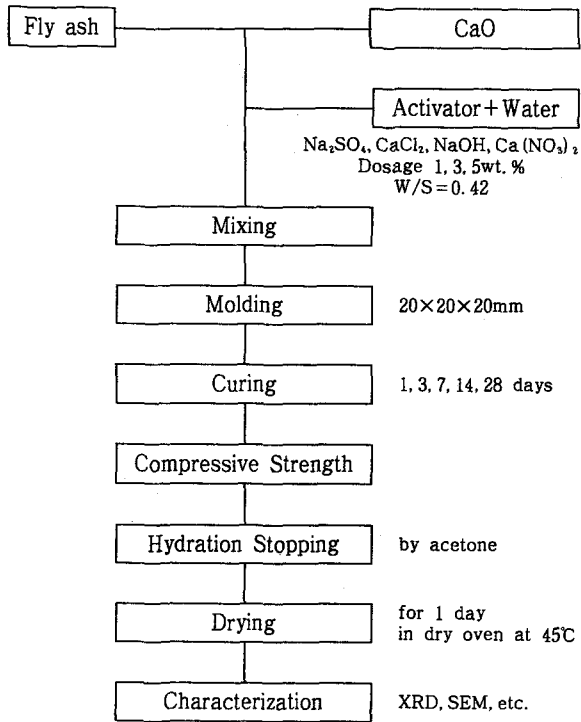 Fly ash
CaO
Activator+Water
Na₂SO₄, CaCl₂, NaOH, Ca(NO₃)₂
Dosage 1, 3, 5wt. %
W/S=0.42
Mixing
Molding
20×20×20mm
Curing
1, 3, 7, 14, 28 days
Compressive Strength
Hydration Stopping
by acetone
Drying
for 1 day
in dry oven at 45℃
Characterization
XRD, SEM, etc.